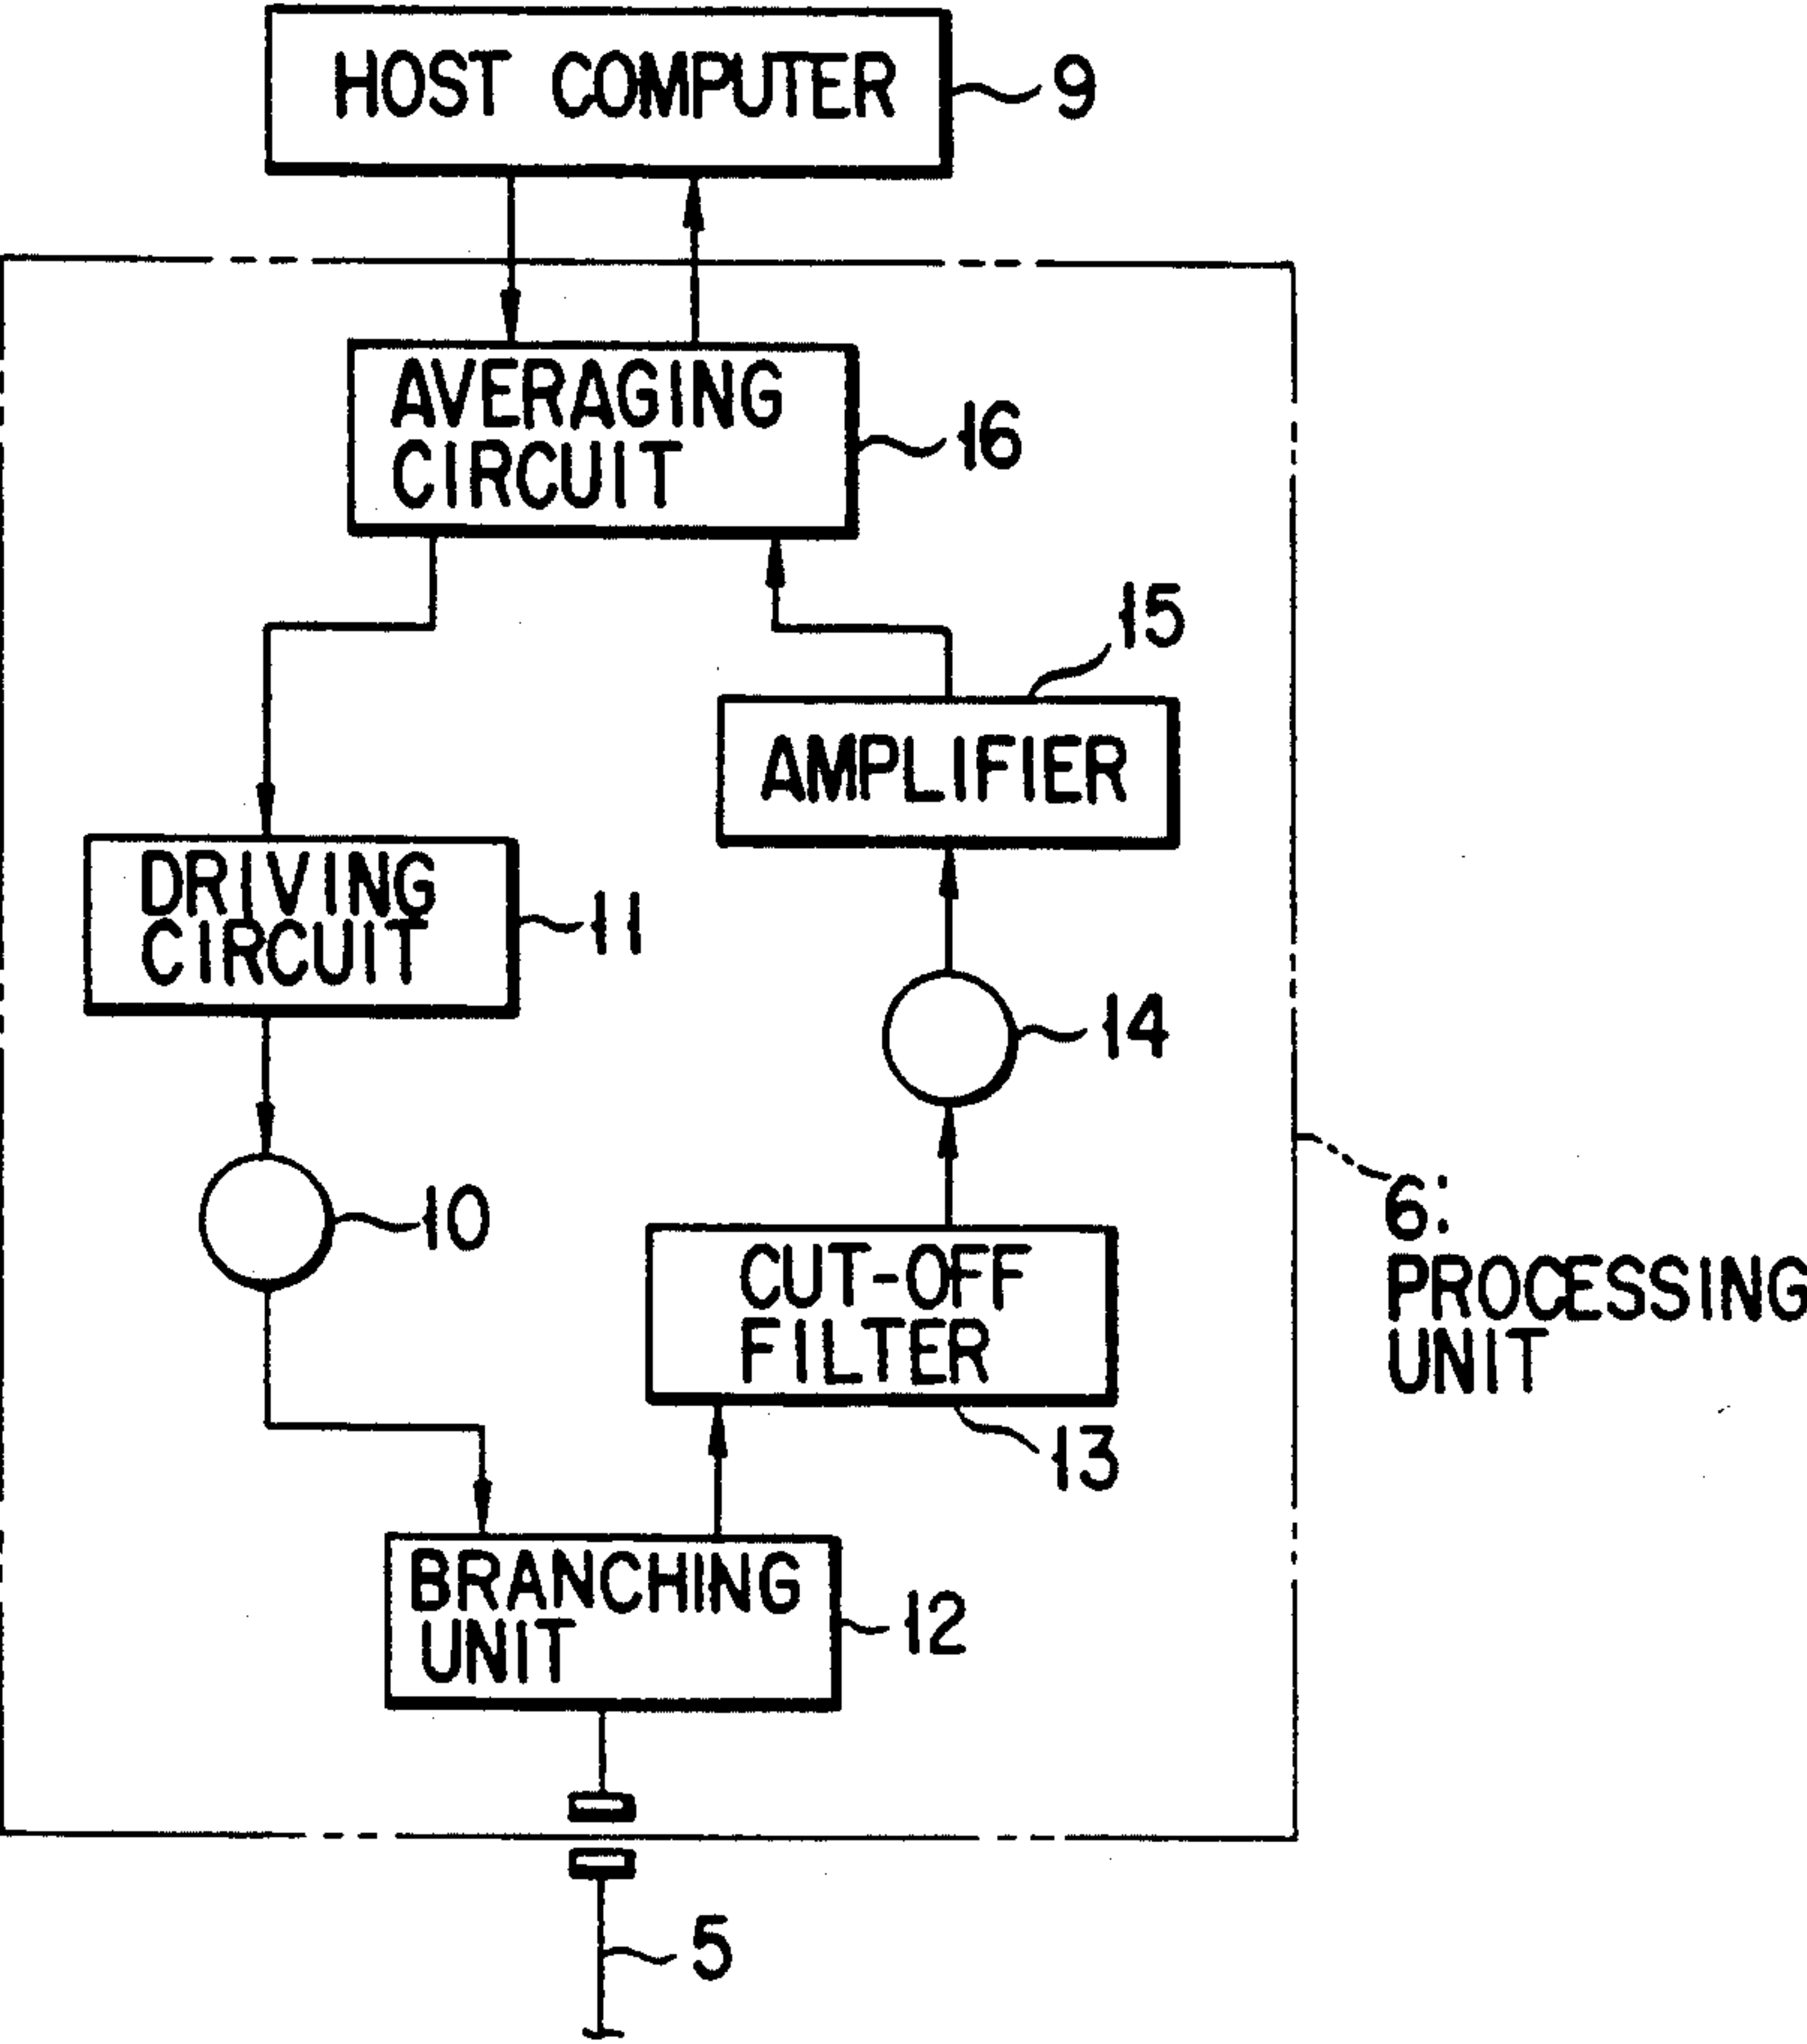 HOST COMPUTER
9
AVERAGING
CIRCUIT
16
15
AMPLIFIER
DRIVING
CIRCUIT
11
14
10
6:
PROCESSING
UNIT
CUT-OFF
FILTER
13
BRANCHING
UNIT
12
5